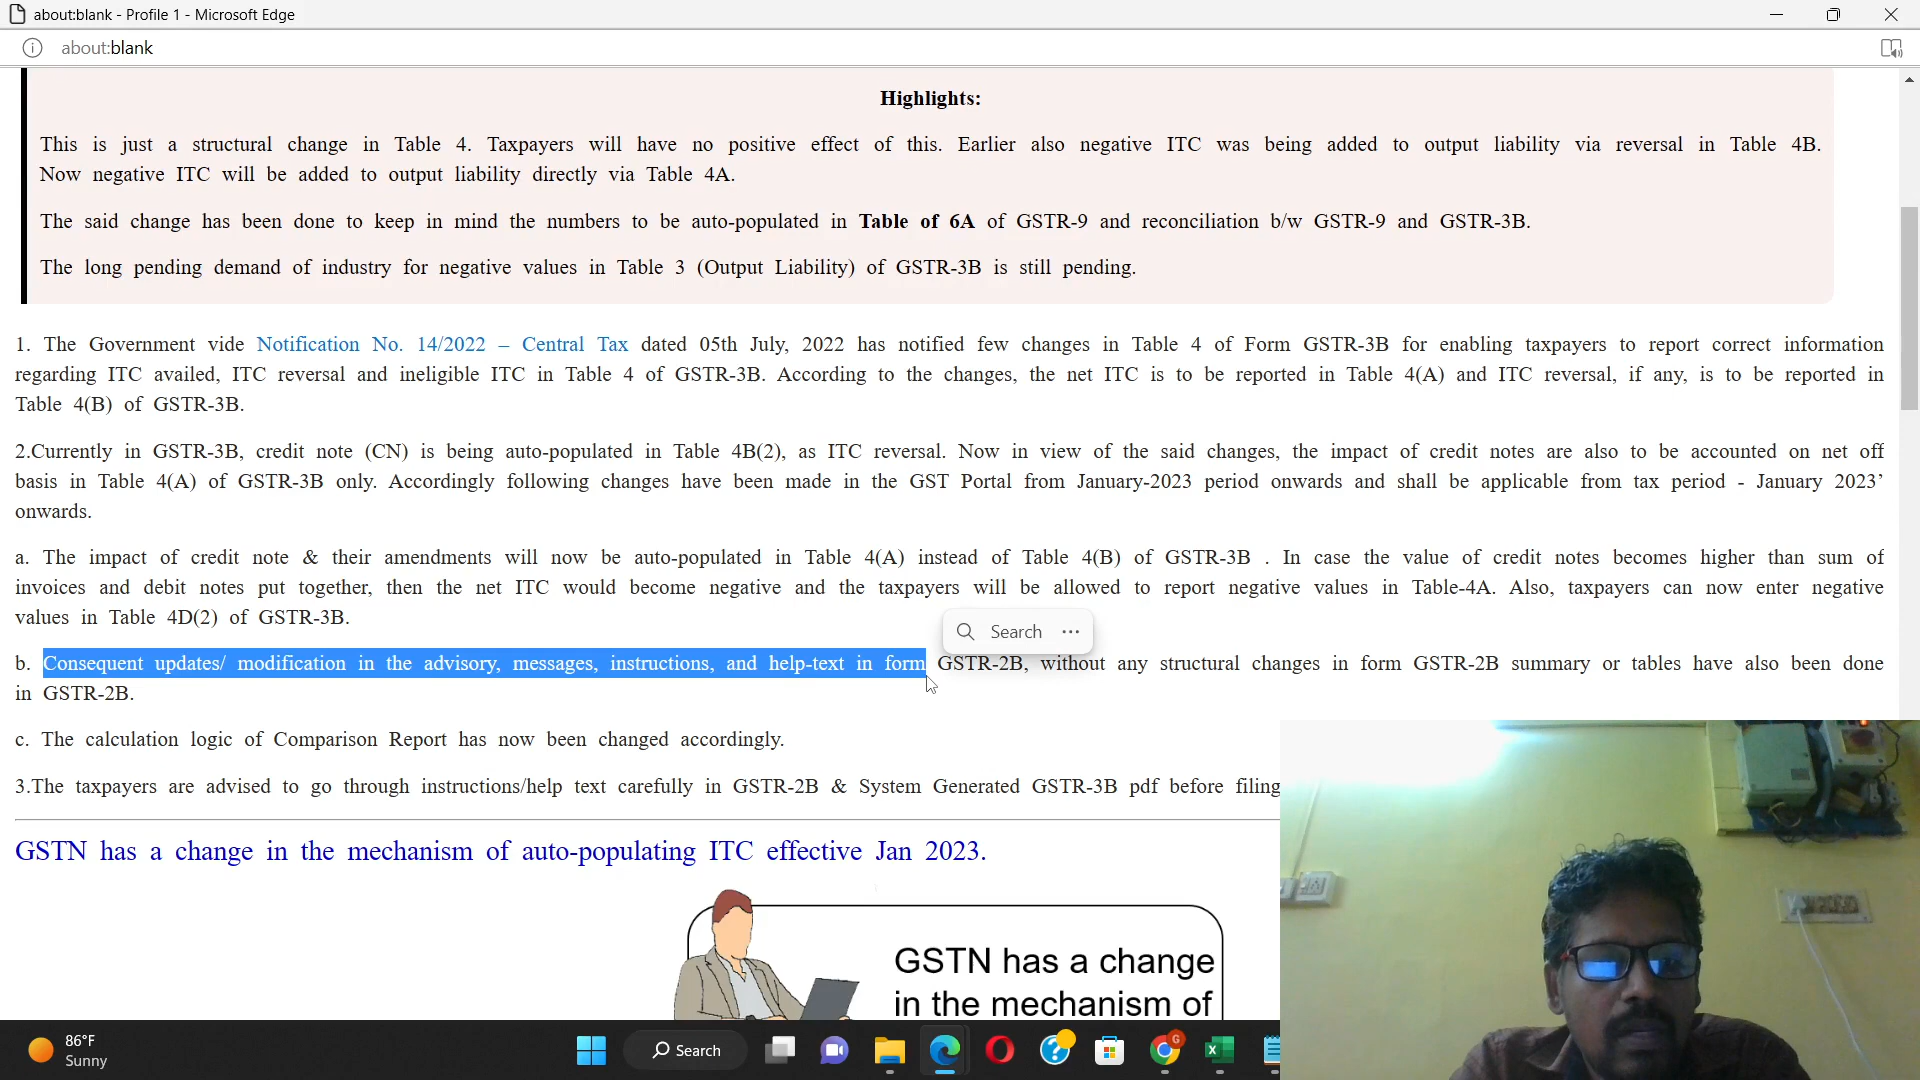 about:blank - Profile 1 - Microsoft Edge
about:blank
Highlights:
This is just a structural change in Table 4. Taxpayers will have no positive effect of this. Earlier also negative ITC was being added to output liability via reversal in Table 4B.
Now negative ITC will be added to output liability directly via Table 4A.
The said change has been done to keep in mind the numbers to be auto-populated in Table of 6A of GSTR-9 and reconciliation b/w GSTR-9 and GSTR-3B.
The long pending demand of industry for negative values in Table 3 (Output Liability) of GSTR-3B is still pending.
1. The Government vide Notification No. 14/2022 – Central Tax dated 05th July, 2022 has notified few changes in Table 4 of Form GSTR-3B for enabling taxpayers to report correct information
regarding ITC availed, ITC reversal and ineligible ITC in Table 4 of GSTR-3B. According to the changes, the net ITC is to be reported in Table 4(A) and ITC reversal, if any, is to be reported in
Table 4(B) of GSTR-3B.
2.Currently in GSTR-3B, credit note (CN) is being auto-populated in Table 4B(2), as ITC reversal. Now in view of the said changes, the impact of credit notes are also to be accounted on net off
basis in Table 4(A) of GSTR-3B only. Accordingly following changes have been made in the GST Portal from January-2023 period onwards and shall be applicable from tax period - January 2023’
onwards.
a. The impact of credit note & their amendments will now be auto-populated in Table 4(A) instead of Table 4(B) of GSTR-3B . In case the value of credit notes becomes higher than sum of
invoices and debit notes put together, then the net ITC would become negative and the taxpayers will be allowed to report negative values in Table-4A. Also, taxpayers can now enter negative
values in Table 4D(2) of GSTR-3B.
Search ...
b. Consequent updates/ modification in the advisory, messages, instructions, and help-text in form GSTR-2B, without any structural changes in form GSTR-2B summary or tables have also been done
in GSTR-2B.
c. The calculation logic of Comparison Report has now been changed accordingly.
3.The taxpayers are advised to go through instructions/help text carefully in GSTR-2B & System Generated GSTR-3B pdf before filing
GSTN has a change in the mechanism of auto-populating ITC effective Jan 2023.
GSTN has a change
in the mechanism of
86°F
Sunny
Search
G